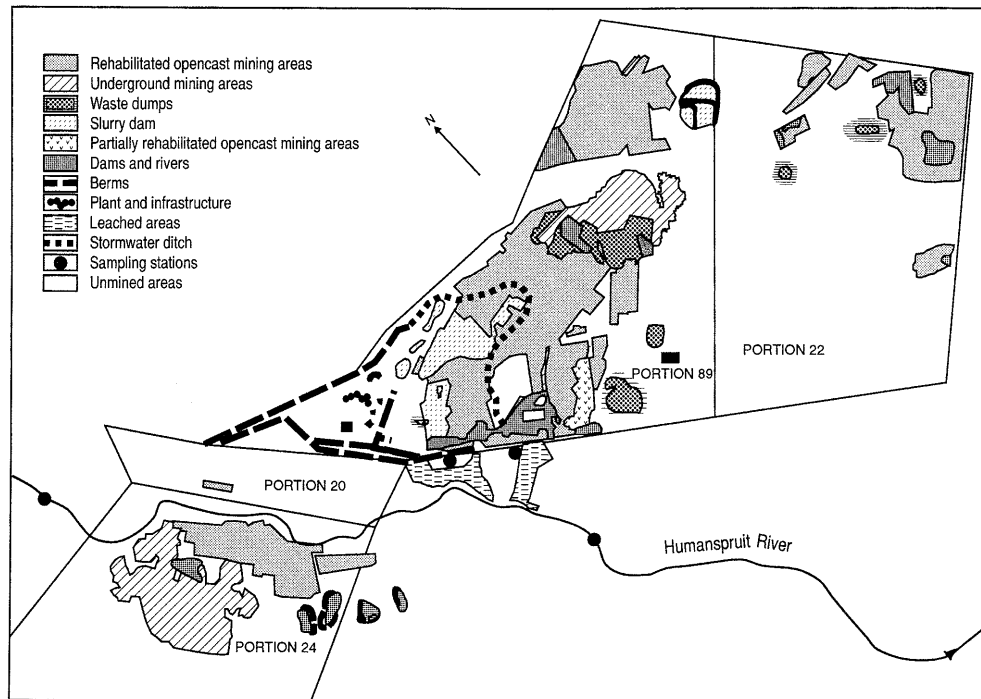 Rehabilitated opencast mining areas
Underground mining areas
Waste dumps
Slurry dam
Partially rehabilitated opencast mining areas
Dams and rivers
Berms
Plant and infrastructure
Leached areas
Stormwater ditch
Sampling stations
Unmined areas
N
PORTION 22
PORTION 89
PORTION 20
Humanspruit River
PORTION 24